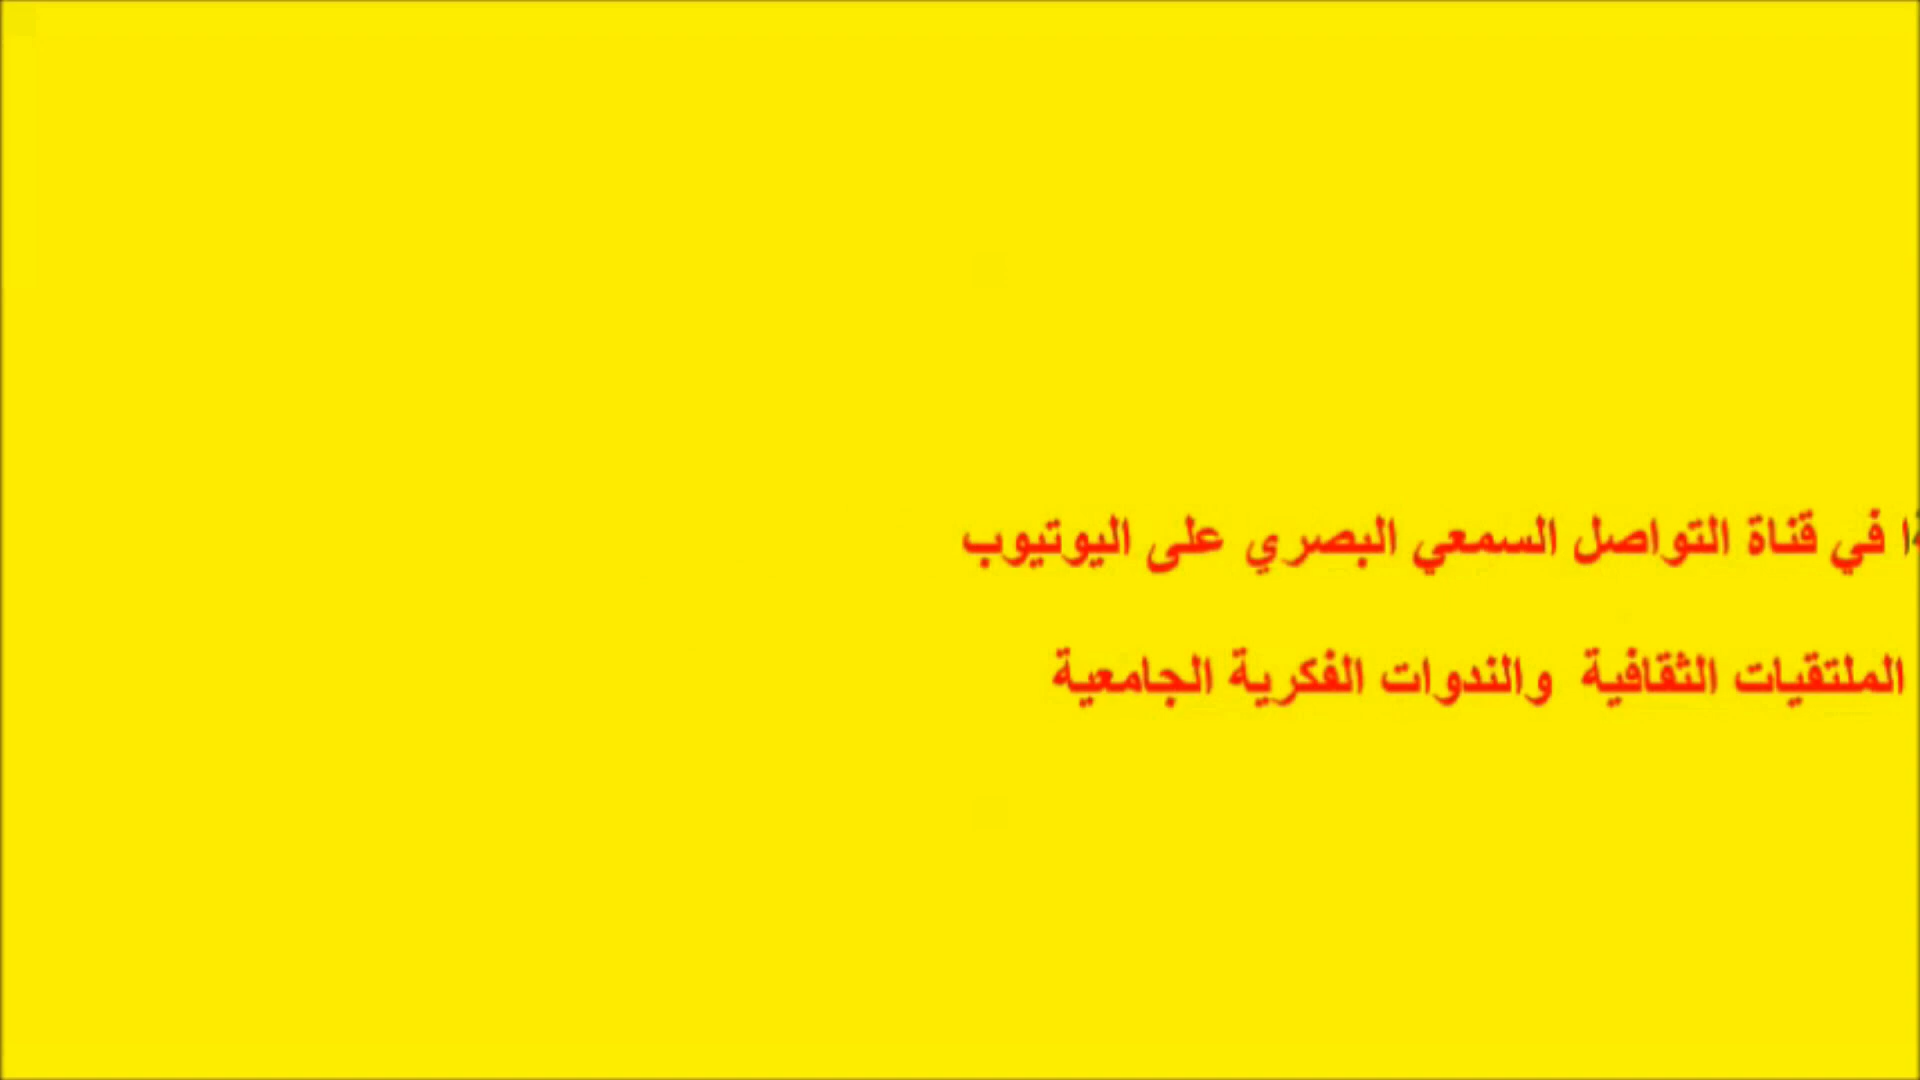 في قناة التواصل السمعي البصري على اليوتيوب
الملتقيات الثقافية والندوات الفكرية الجامعية